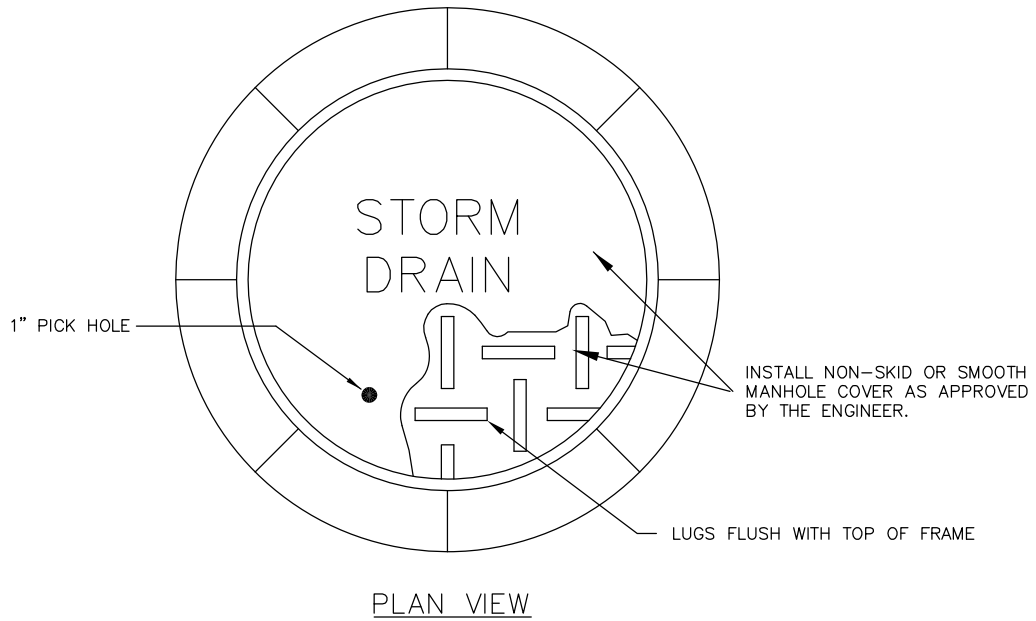 STORM
DRAIN
1” PICK HOLE
INSTALL NON-SKID OR SMOOTH
MANHOLE COVER AS APPROVED
BY THE ENGINEER.
LUGS FLUSH WITH TOP OF FRAME
PLAN VIEW